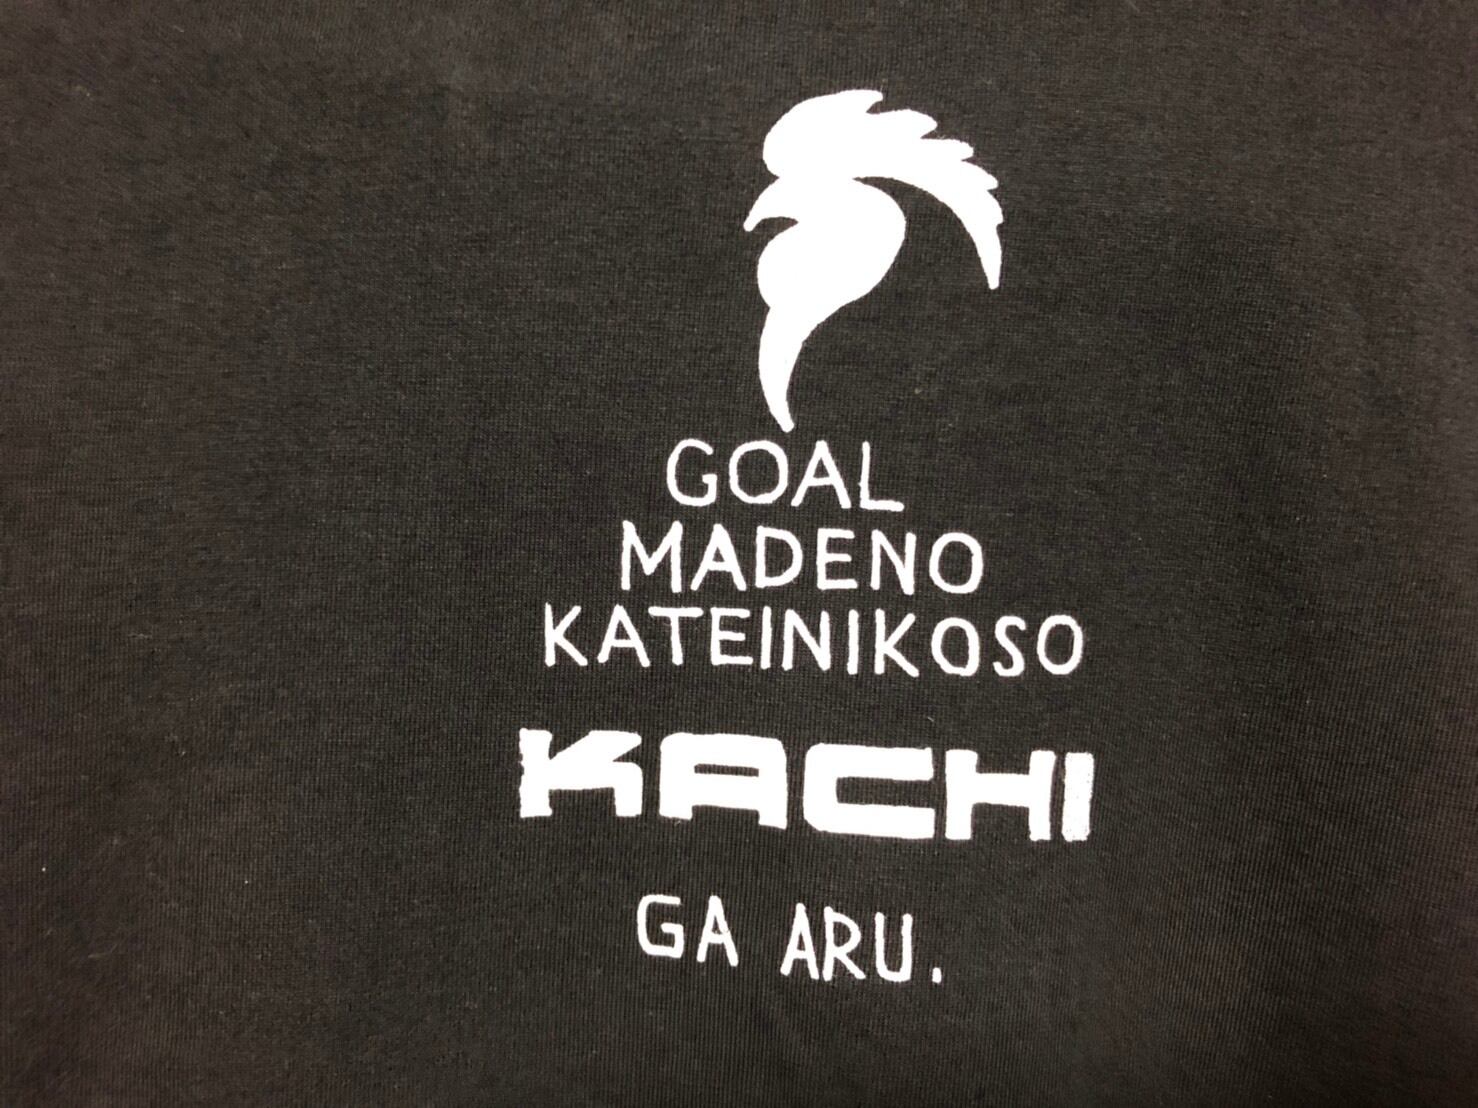 GOAL
MADENO
KATEINIKOSO
KACHI
GA ARU.